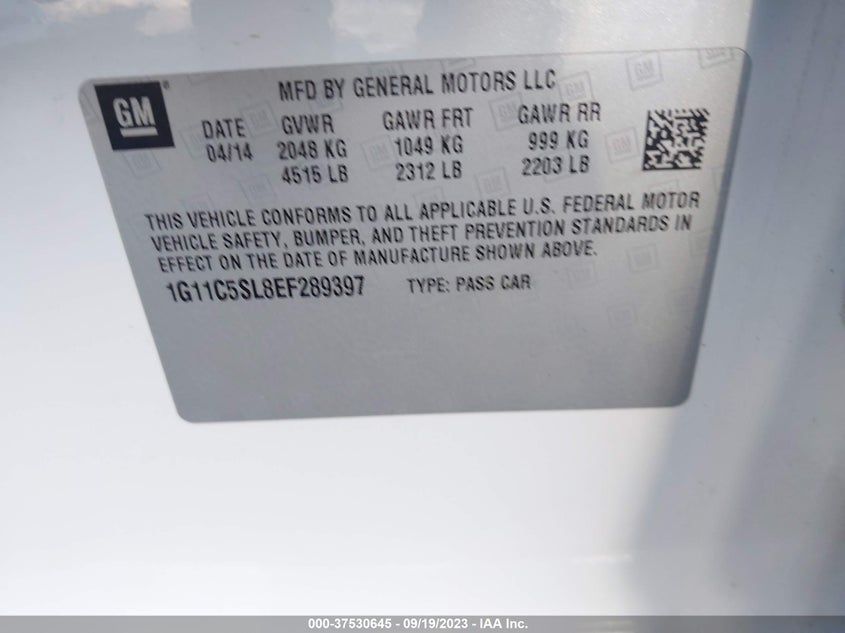 GM ®
MFD BY GENERAL MOTORS LLC
DATE GVWR GAWR FRT GAWR RR
04/14 2048 KG 1049 KG 999 KG
4515 LB 2312 LB 2203 LB
THIS VEHICLE CONFORMS TO ALL APPLICABLE U.S. FEDERAL MOTOR
VEHICLE SAFETY, BUMPER, AND THEFT PREVENTION STANDARDS IN
EFFECT ON THE DATE OF MANUFACTURE SHOWN ABOVE.
1G11C5SL8EF289397 TYPE: PASS CAR
000-37530645 - 09/19/2023 - IAA Inc.